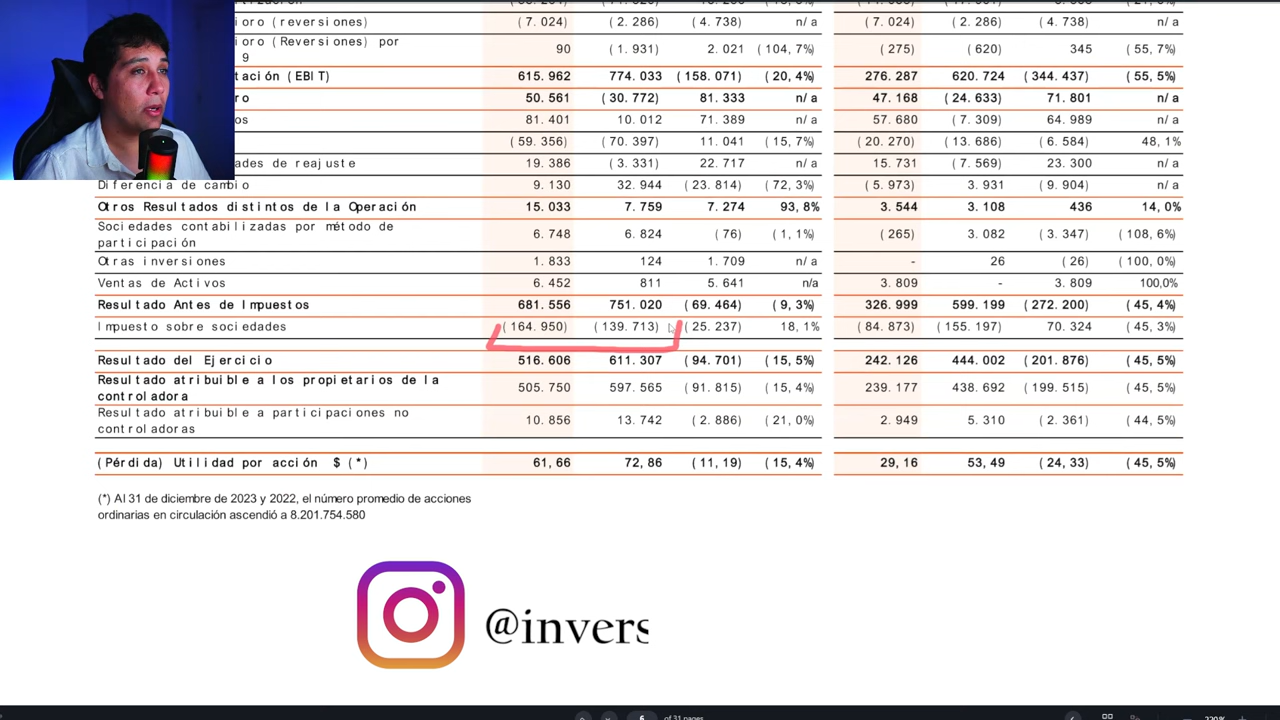 ioro (reversiones) (7.024) (2.286) (4.738) n/a (7.024) (2.286) (4.738) n/a
ioro (Reversiones) por
9 90 (1.931) 2.021 (104,7%) (275) (620) 345 (55,7%)
tación (EBIT) 615.962 774.033 (158.071) (20,4%) 276.287 620.724 (344.437) (55,5%)
ro 50.561 (30.772) 81.333 n/a 47.168 (24.633) 71.801 n/a
os 81.401 10.012 71.389 n/a 57.680 (7.309) 64.989 n/a
(59.356) (70.397) 11.041 (15,7%) (20.270) (13.686) (6.584) 48,1%
ades de reajuste 19.386 (3.331) 22.717 n/a 15.731 (7.569) 23.300 n/a
Diferencia de cambio 9.130 32.944 (23.814) (72,3%) (5.973) 3.931 (9.904) n/a
Otros Resultados distintos de la Operación 15.033 7.759 7.274 93,8% 3.544 3.108 436 14,0%
Sociedades contabilizadas por método de
participación 6.748 6.824 (76) (1,1%) (265) 3.082 (3.347) (108,6%)
Otras inversiones 1.833 124 1.709 n/a - 26 (26) (100,0%)
Ventas de Activos 6.452 811 5.641 n/a 3.809 - 3.809 100,0%
Resultado Antes de Impuestos 681.556 751.020 (69.464) (9,3%) 326.999 599.199 (272.200) (45,4%)
Impuesto sobre sociedades (164.950) (139.713) (25.237) 18,1% (84.873) (155.197) 70.324 (45,3%)
Resultado del Ejercicio 516.606 611.307 (94.701) (15,5%) 242.126 444.002 (201.876) (45,5%)
Resultado atribuible a los propietarios de la
controladora 505.750 597.565 (91.815) (15,4%) 239.177 438.692 (199.515) (45,5%)
Resultado atribuible a participaciones no
controladoras 10.856 13.742 (2.886) (21,0%) 2.949 5.310 (2.361) (44,5%)
(Pérdida) Utilidad por acción $ (*) 61,66 72,86 (11,19) (15,4%) 29,16 53,49 (24,33) (45,5%)
(*) Al 31 de diciembre de 2023 y 2022, el número promedio de acciones
ordinarias en circulación ascendió a 8.201.754.580
@invers
6 of 31 pages